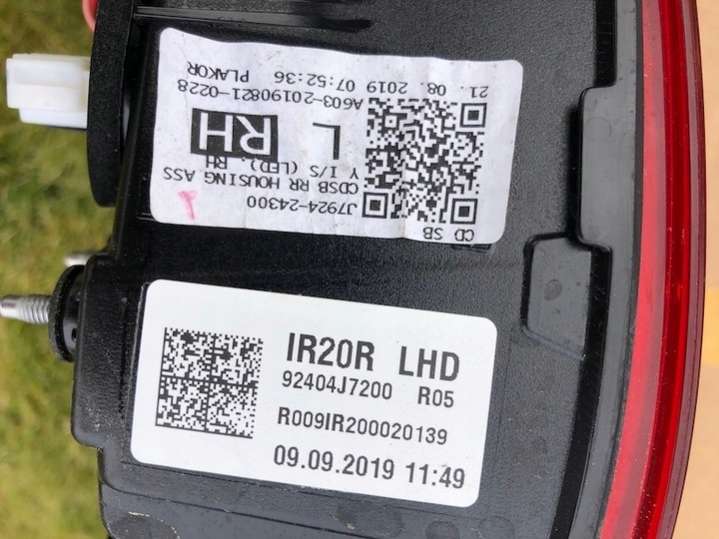 CD SB
J7924-24300
CDSB RR HOUSING ASS
Y I/S (LED). RH
L RH
A603-20190821-0228
21. 08. 2019 07:52:36 PLAKOR
IR20R LHD
92404J7200 R05
R009IR200020139
09.09.2019 11:49